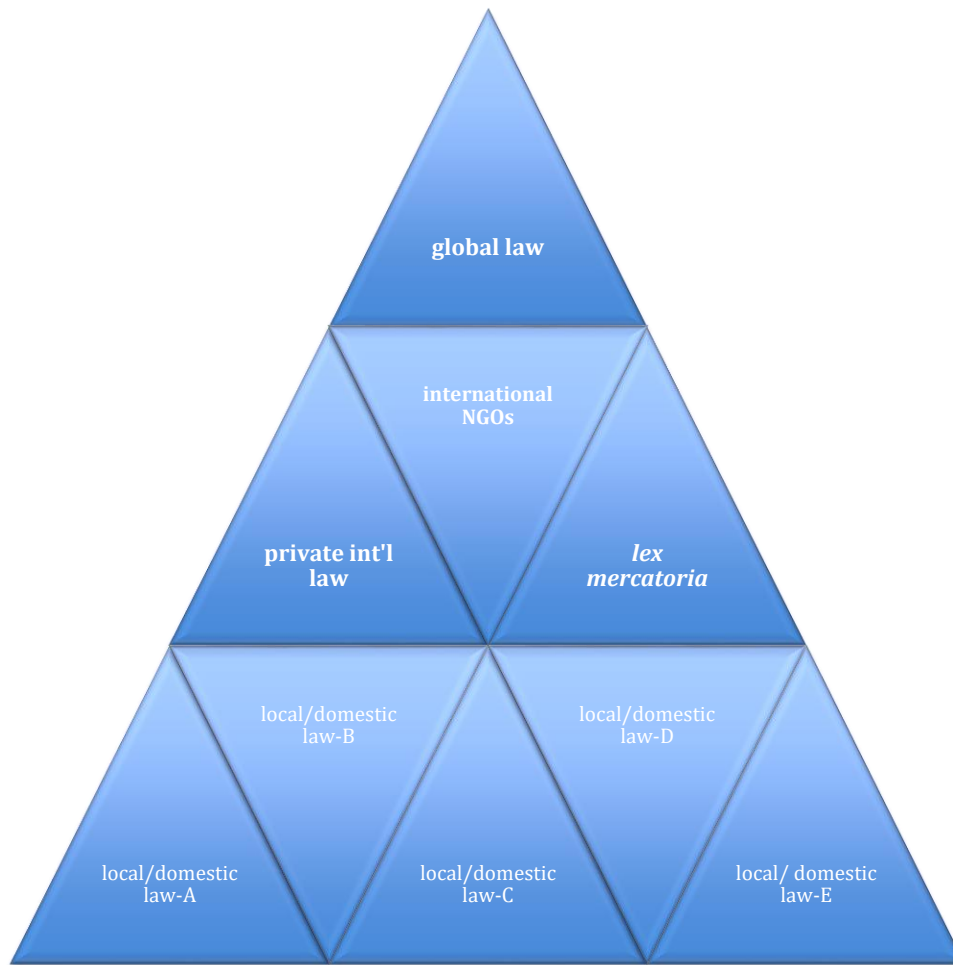 global law
international
NGOs
private int'l
law
lex
mercatoria
local/domestic
law-B
local/domestic
law-D
local/domestic
law-A
local/domestic
law-C
local/ domestic
law-E